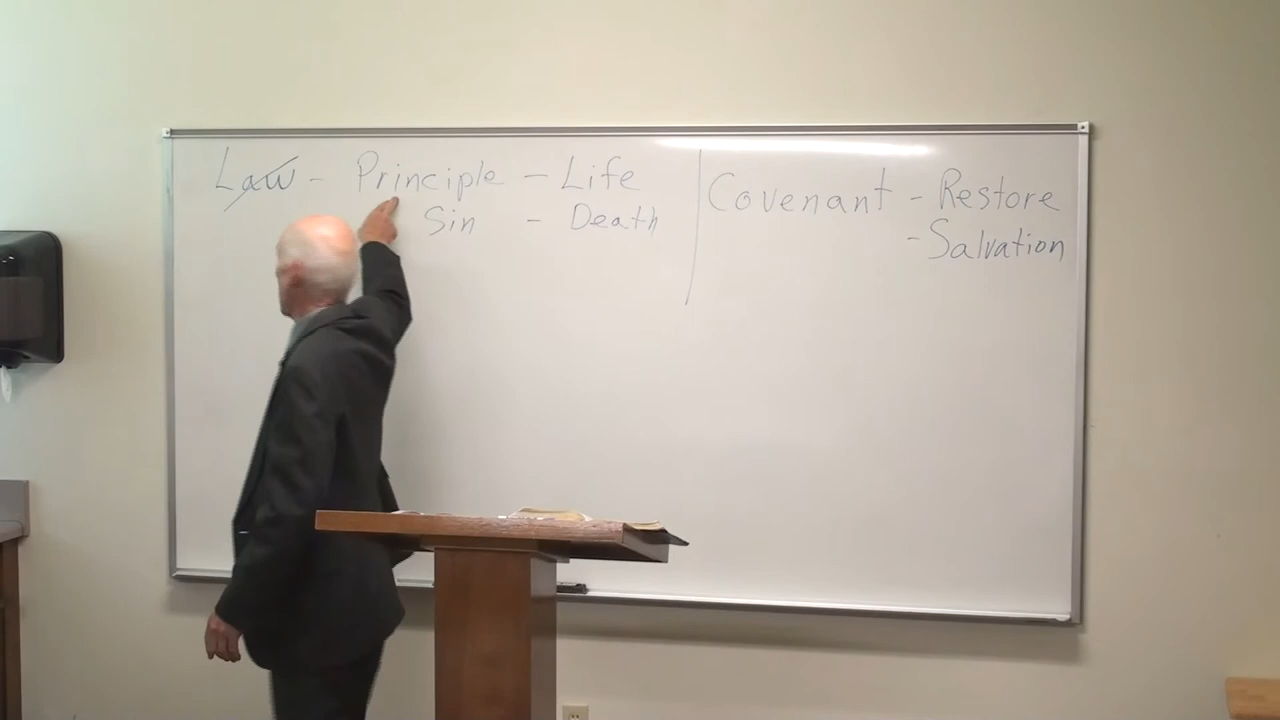 Law - Principle - Life
Sin - Death
Covenant - Restore
- Salvation